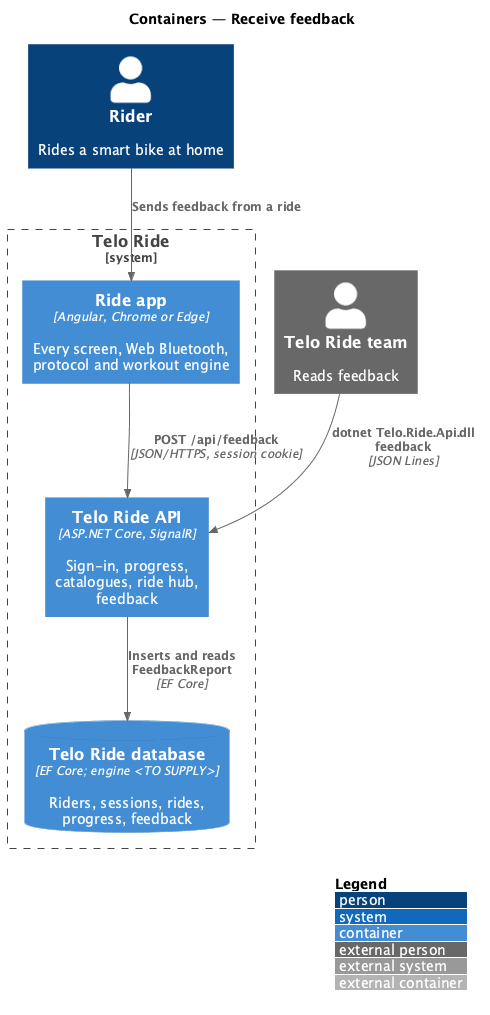 Containers — Receive feedback
Rider
Rides a smart bike at home
Sends feedback from a ride
Telo Ride
[system]
Ride app
[Angular, Chrome or Edge]
Every screen, Web Bluetooth,
protocol and workout engine
Telo Ride team
Reads feedback
POST /api/feedback
[JSON/HTTPS, session cookie]
dotnet Telo.Ride.Api.dll
feedback
[JSON Lines]
Telo Ride API
[ASP.NET Core, SignalR]
Sign-in, progress,
catalogues, ride hub,
feedback
Inserts and reads
FeedbackReport
[EF Core]
Telo Ride database
[EF Core; engine <TO SUPPLY>]
Riders, sessions, rides,
progress, feedback
Legend
person
system
container
external person
external system
external container